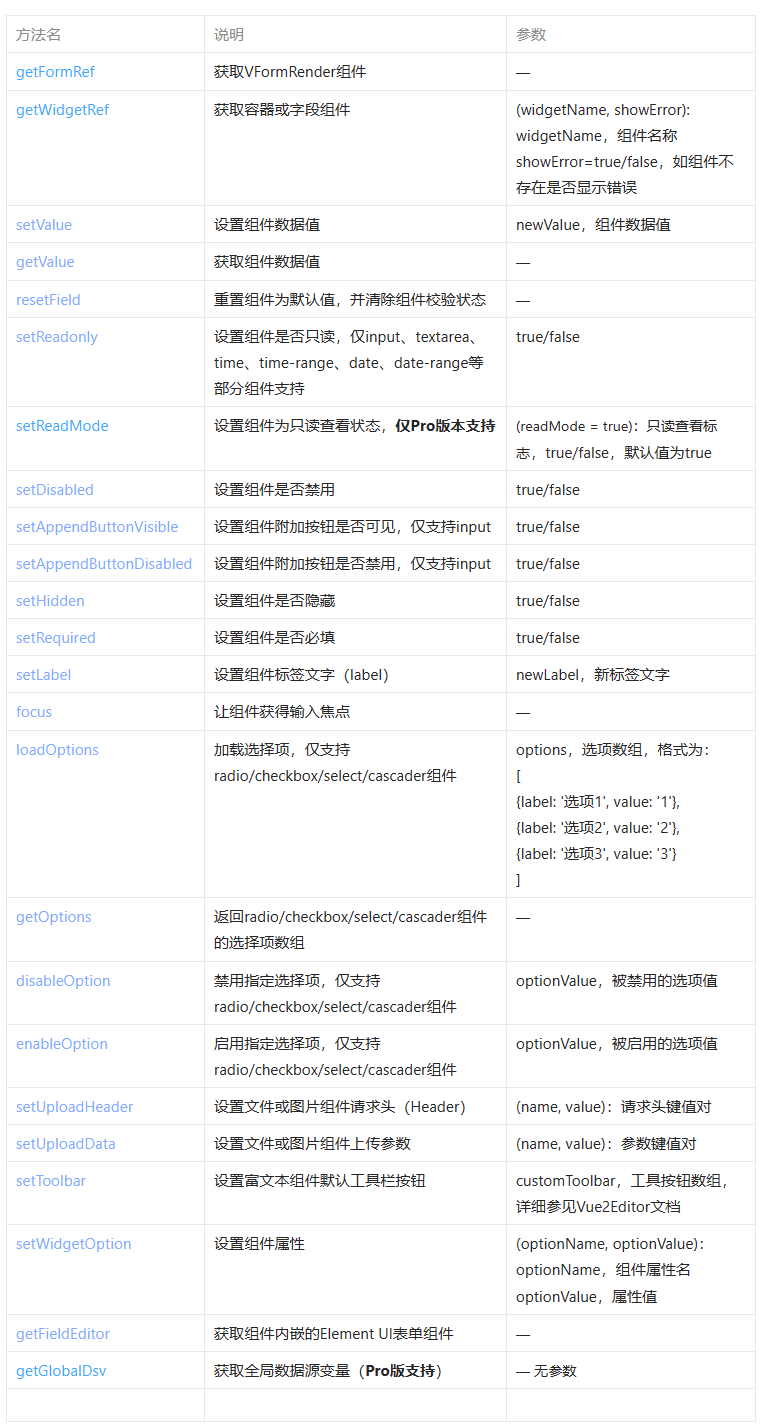 方法名 说明 参数
getFormRef 获取VFormRender组件 —
getWidgetRef 获取容器或字段组件 (widgetName, showError):
widgetName，组件名称
showError=true/false，如组件不
存在是否显示错误
setValue 设置组件数据值 newValue，组件数据值
getValue 获取组件数据值 —
resetField 重置组件为默认值，并清除组件校验状态 —
setReadonly 设置组件是否只读，仅input、textarea、 true/false
time、time-range、date、date-range等
部分组件支持
setReadMode 设置组件为只读查看状态，仅Pro版本支持 (readMode = true)：只读查看标
志，true/false，默认值为true
setDisabled 设置组件是否禁用 true/false
setAppendButtonVisible 设置组件附加按钮是否可见，仅支持input true/false
setAppendButtonDisabled 设置组件附加按钮是否禁用，仅支持input true/false
setHidden 设置组件是否隐藏 true/false
setRequired 设置组件是否必填 true/false
setLabel 设置组件标签文字（label） newLabel，新标签文字
focus 让组件获得输入焦点 —
loadOptions 加载选择项，仅支持 options，选项数组，格式为：
radio/checkbox/select/cascader组件 [
{label: '选项1', value: '1'},
{label: '选项2', value: '2'},
{label: '选项3', value: '3'}
]
getOptions 返回radio/checkbox/select/cascader组件 —
的选择项数组
disableOption 禁用指定选择项，仅支持 optionValue，被禁用的选项值
radio/checkbox/select/cascader组件
enableOption 启用指定选择项，仅支持 optionValue，被启用的选项值
radio/checkbox/select/cascader组件
setUploadHeader 设置文件或图片组件请求头（Header） (name, value)：请求头键值对
setUploadData 设置文件或图片组件上传参数 (name, value)：参数键值对
setToolbar 设置富文本组件默认工具栏按钮 customToolbar，工具按钮数组，
详细参见Vue2Editor文档
setWidgetOption 设置组件属性 (optionName, optionValue)：
optionName，组件属性名
optionValue，属性值
getFieldEditor 获取组件内嵌的Element UI表单组件 —
getGlobalDsv 获取全局数据源变量（Pro版支持） — 无参数